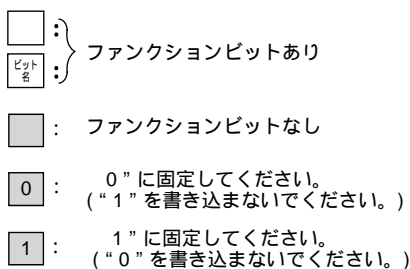 :
ビット名 : ファンクションビットあり
: ファンクションビットなし
0 : 0 ” に固定してください。
( “ 1 ” を書き込まないでください。)
1 : 1 ” に固定してください。
( “ 0 ” を書き込まないでください。)